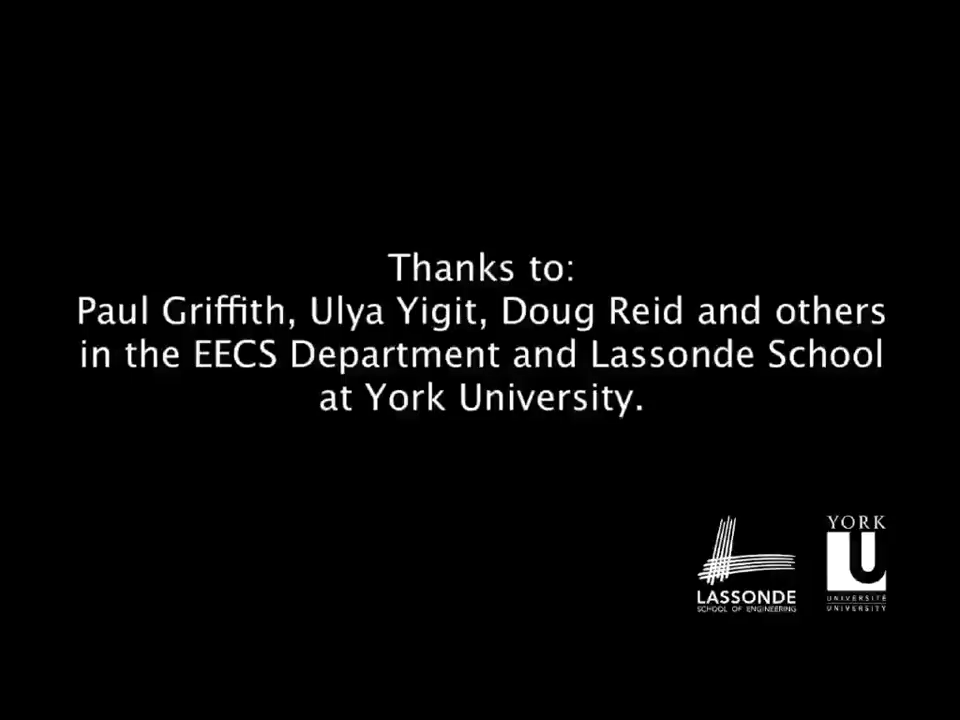 Thanks to:
Paul Griffith, Ulya Yigit, Doug Reid and others
in the EECS Department and Lassonde School
at York University.
LASSONDE
SCHOOL OF ENGINEERING
YORK
U
UNIVERSITÉ
UNIVERSITY